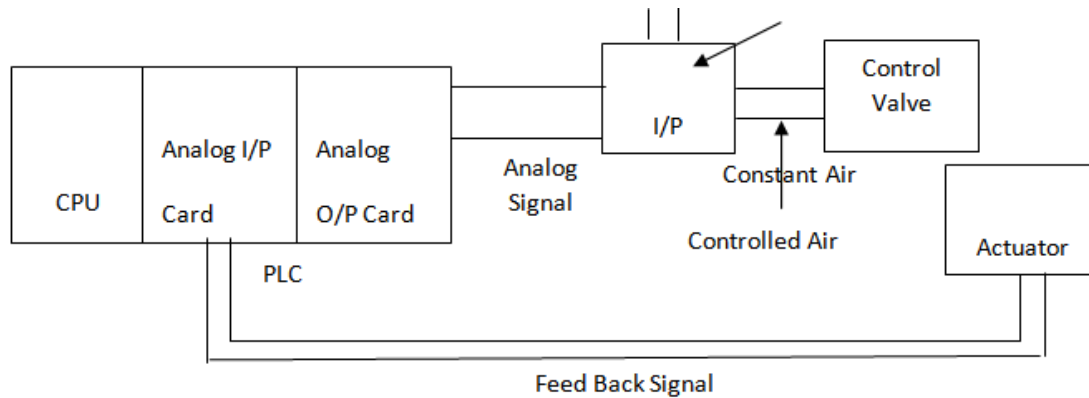 CPU
Analog I/P
Card
Analog
O/P Card
PLC
Analog
Signal
I/P
Control
Valve
Constant Air
Controlled Air
Actuator
Feed Back Signal